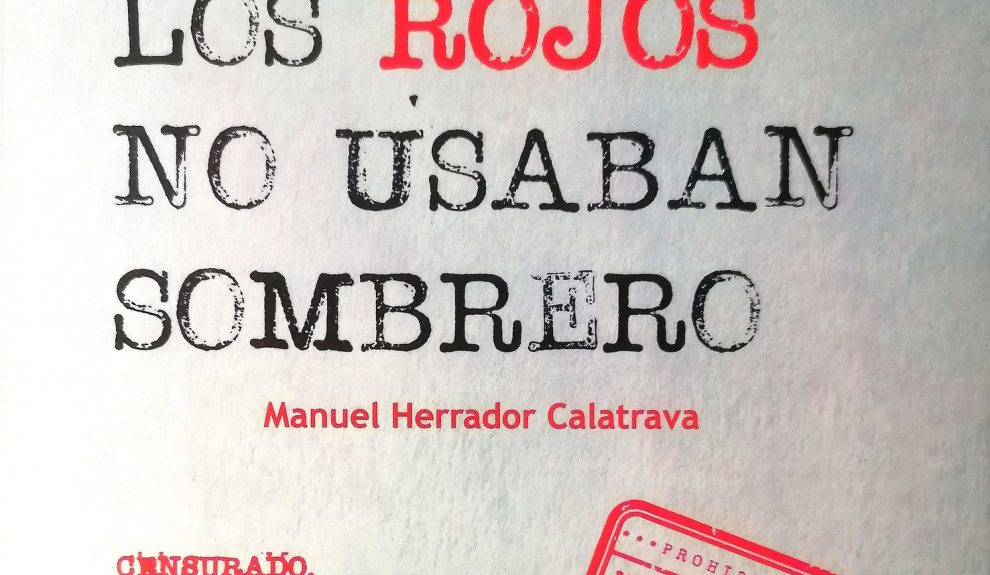 LOS ROJOS
NO USABAN
SOMBRERO
Manuel Herrador Calatrava
CENSURADO.